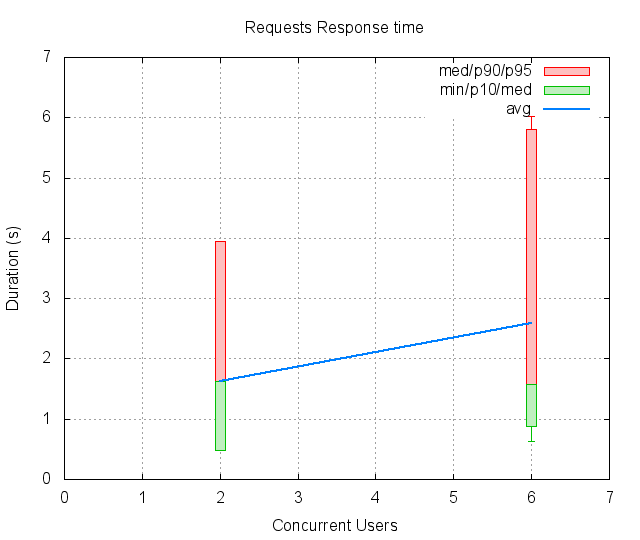 Requests Response time
7
6
5
4
3
2
1
0
Duration (s)
med/p90/p95
min/p10/med
avg
0 1 2 3 4 5 6 7
Concurrent Users